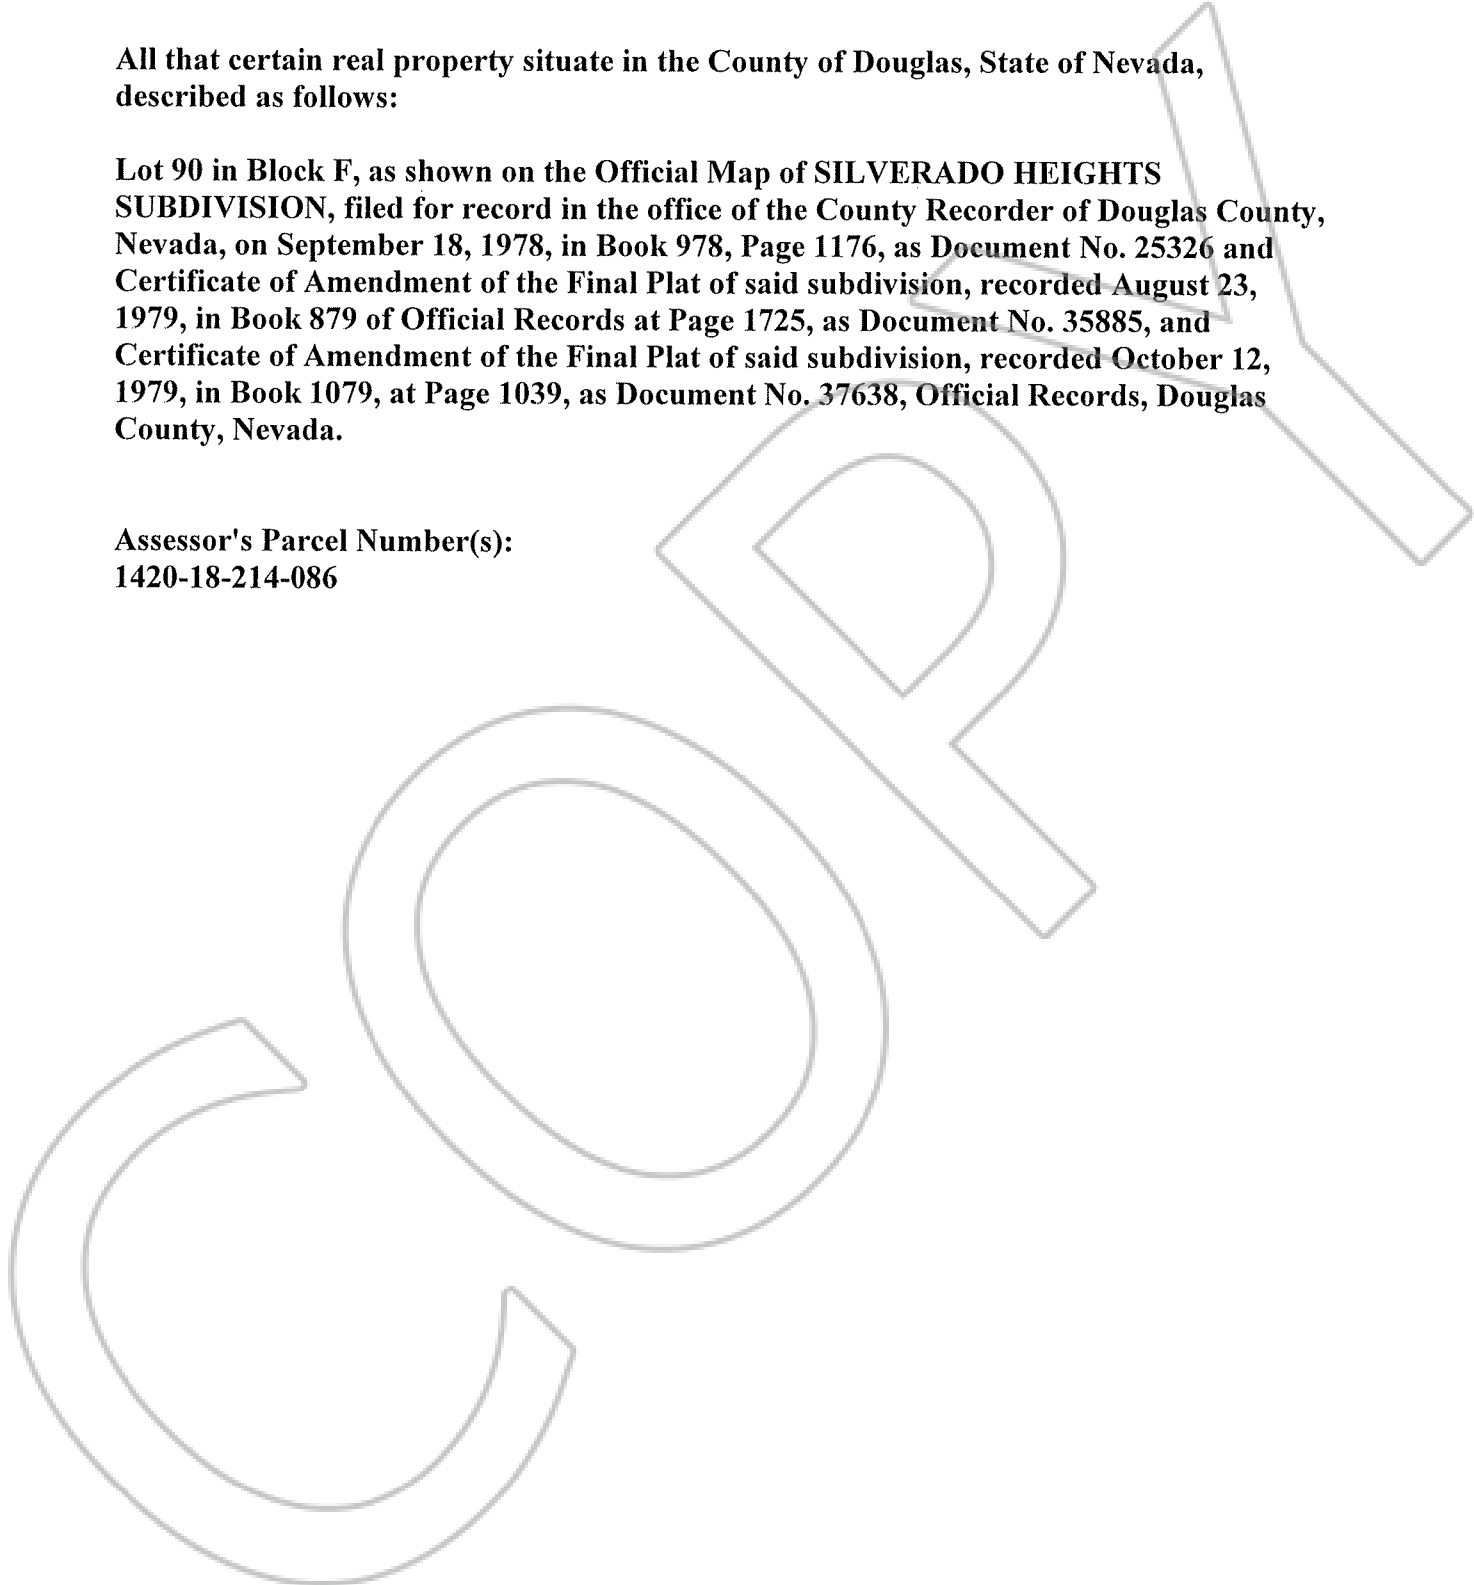 All that certain real property situate in the County of Douglas, State of Nevada,
described as follows:
Lot 90 in Block F, as shown on the Official Map of SILVERADO HEIGHTS
SUBDIVISION, filed for record in the office of the County Recorder of Douglas County,
Nevada, on September 18, 1978, in Book 978, Page 1176, as Document No. 25326 and
Certificate of Amendment of the Final Plat of said subdivision, recorded August 23,
1979, in Book 879 of Official Records at Page 1725, as Document No. 35885, and
Certificate of Amendment of the Final Plat of said subdivision, recorded October 12,
1979, in Book 1079, at Page 1039, as Document No. 37638, Official Records, Douglas
County, Nevada.
Assessor's Parcel Number(s):
1420-18-214-086
COPY